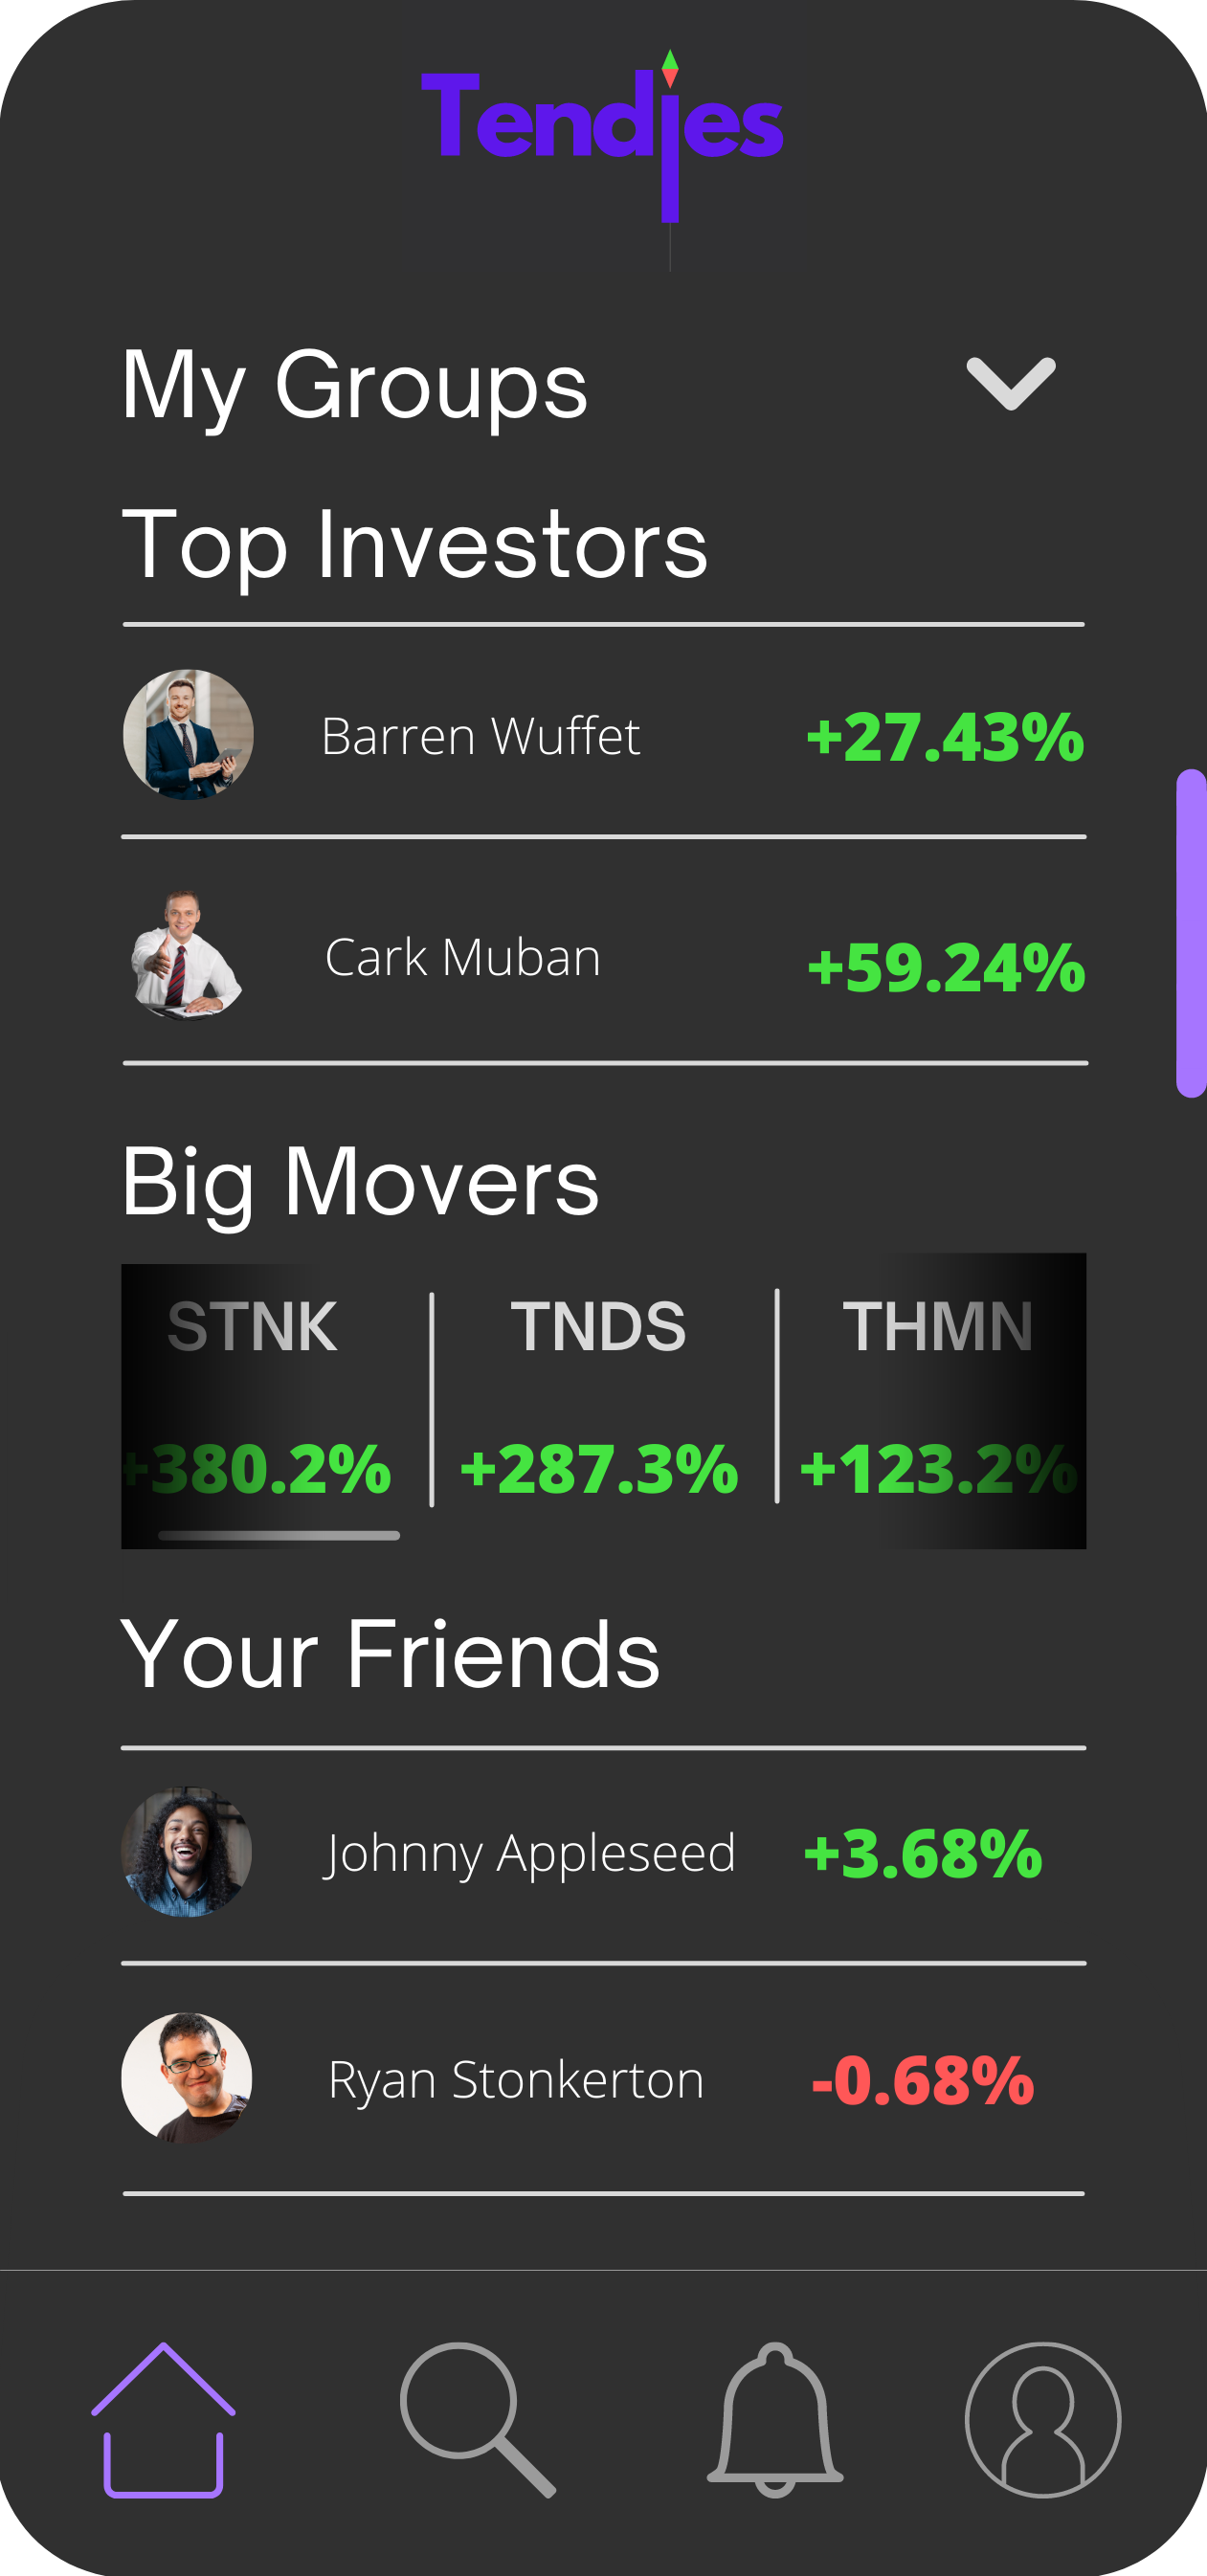 Tendies
My Groups
Top Investors
Barren Wuffet +27.43%
Cark Muban +59.24%
Big Movers
STNK TNDS THMN
+380.2% +287.3% +123.2%
Your Friends
Johnny Appleseed +3.68%
Ryan Stonkerton -0.68%